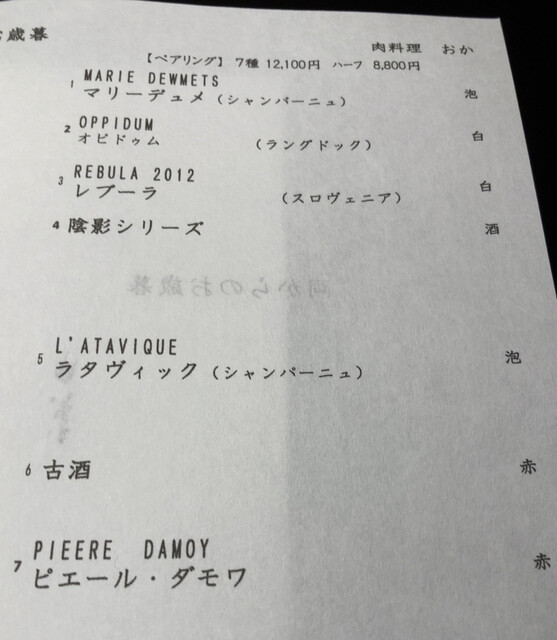 お歳暮
肉料理 おか
【ペアリング】 7種 12,100円 ハーフ 8,800円
1 MARIE DEWMETS
マリーデュメ（シャンパーニュ） 泡
2 OPPIDUM
オピドゥム （ラングドック） 白
3 REBULA 2012
レブーラ （スロヴェニア） 白
4 陰影シリーズ 酒
5 L'ATAVIQUE
ラタヴィック（シャンパーニュ） 泡
6 古酒 赤
7 PIEERE DAMOY
ピエール・ダモワ 赤